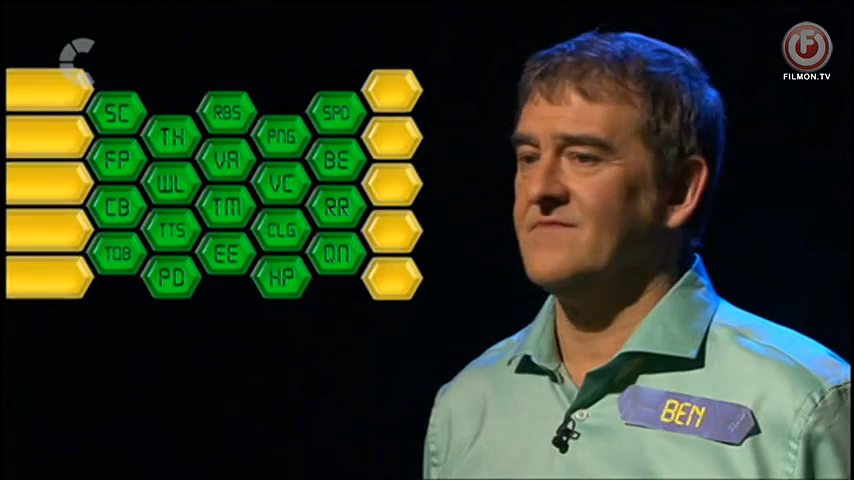 SC
RBS
SPD
TH
PNG
FP
VA
BE
WL
VC
CB
TM
RR
TTS
CLG
TOB
EE
QN
PD
HP
BEN
F
FILMON.TV